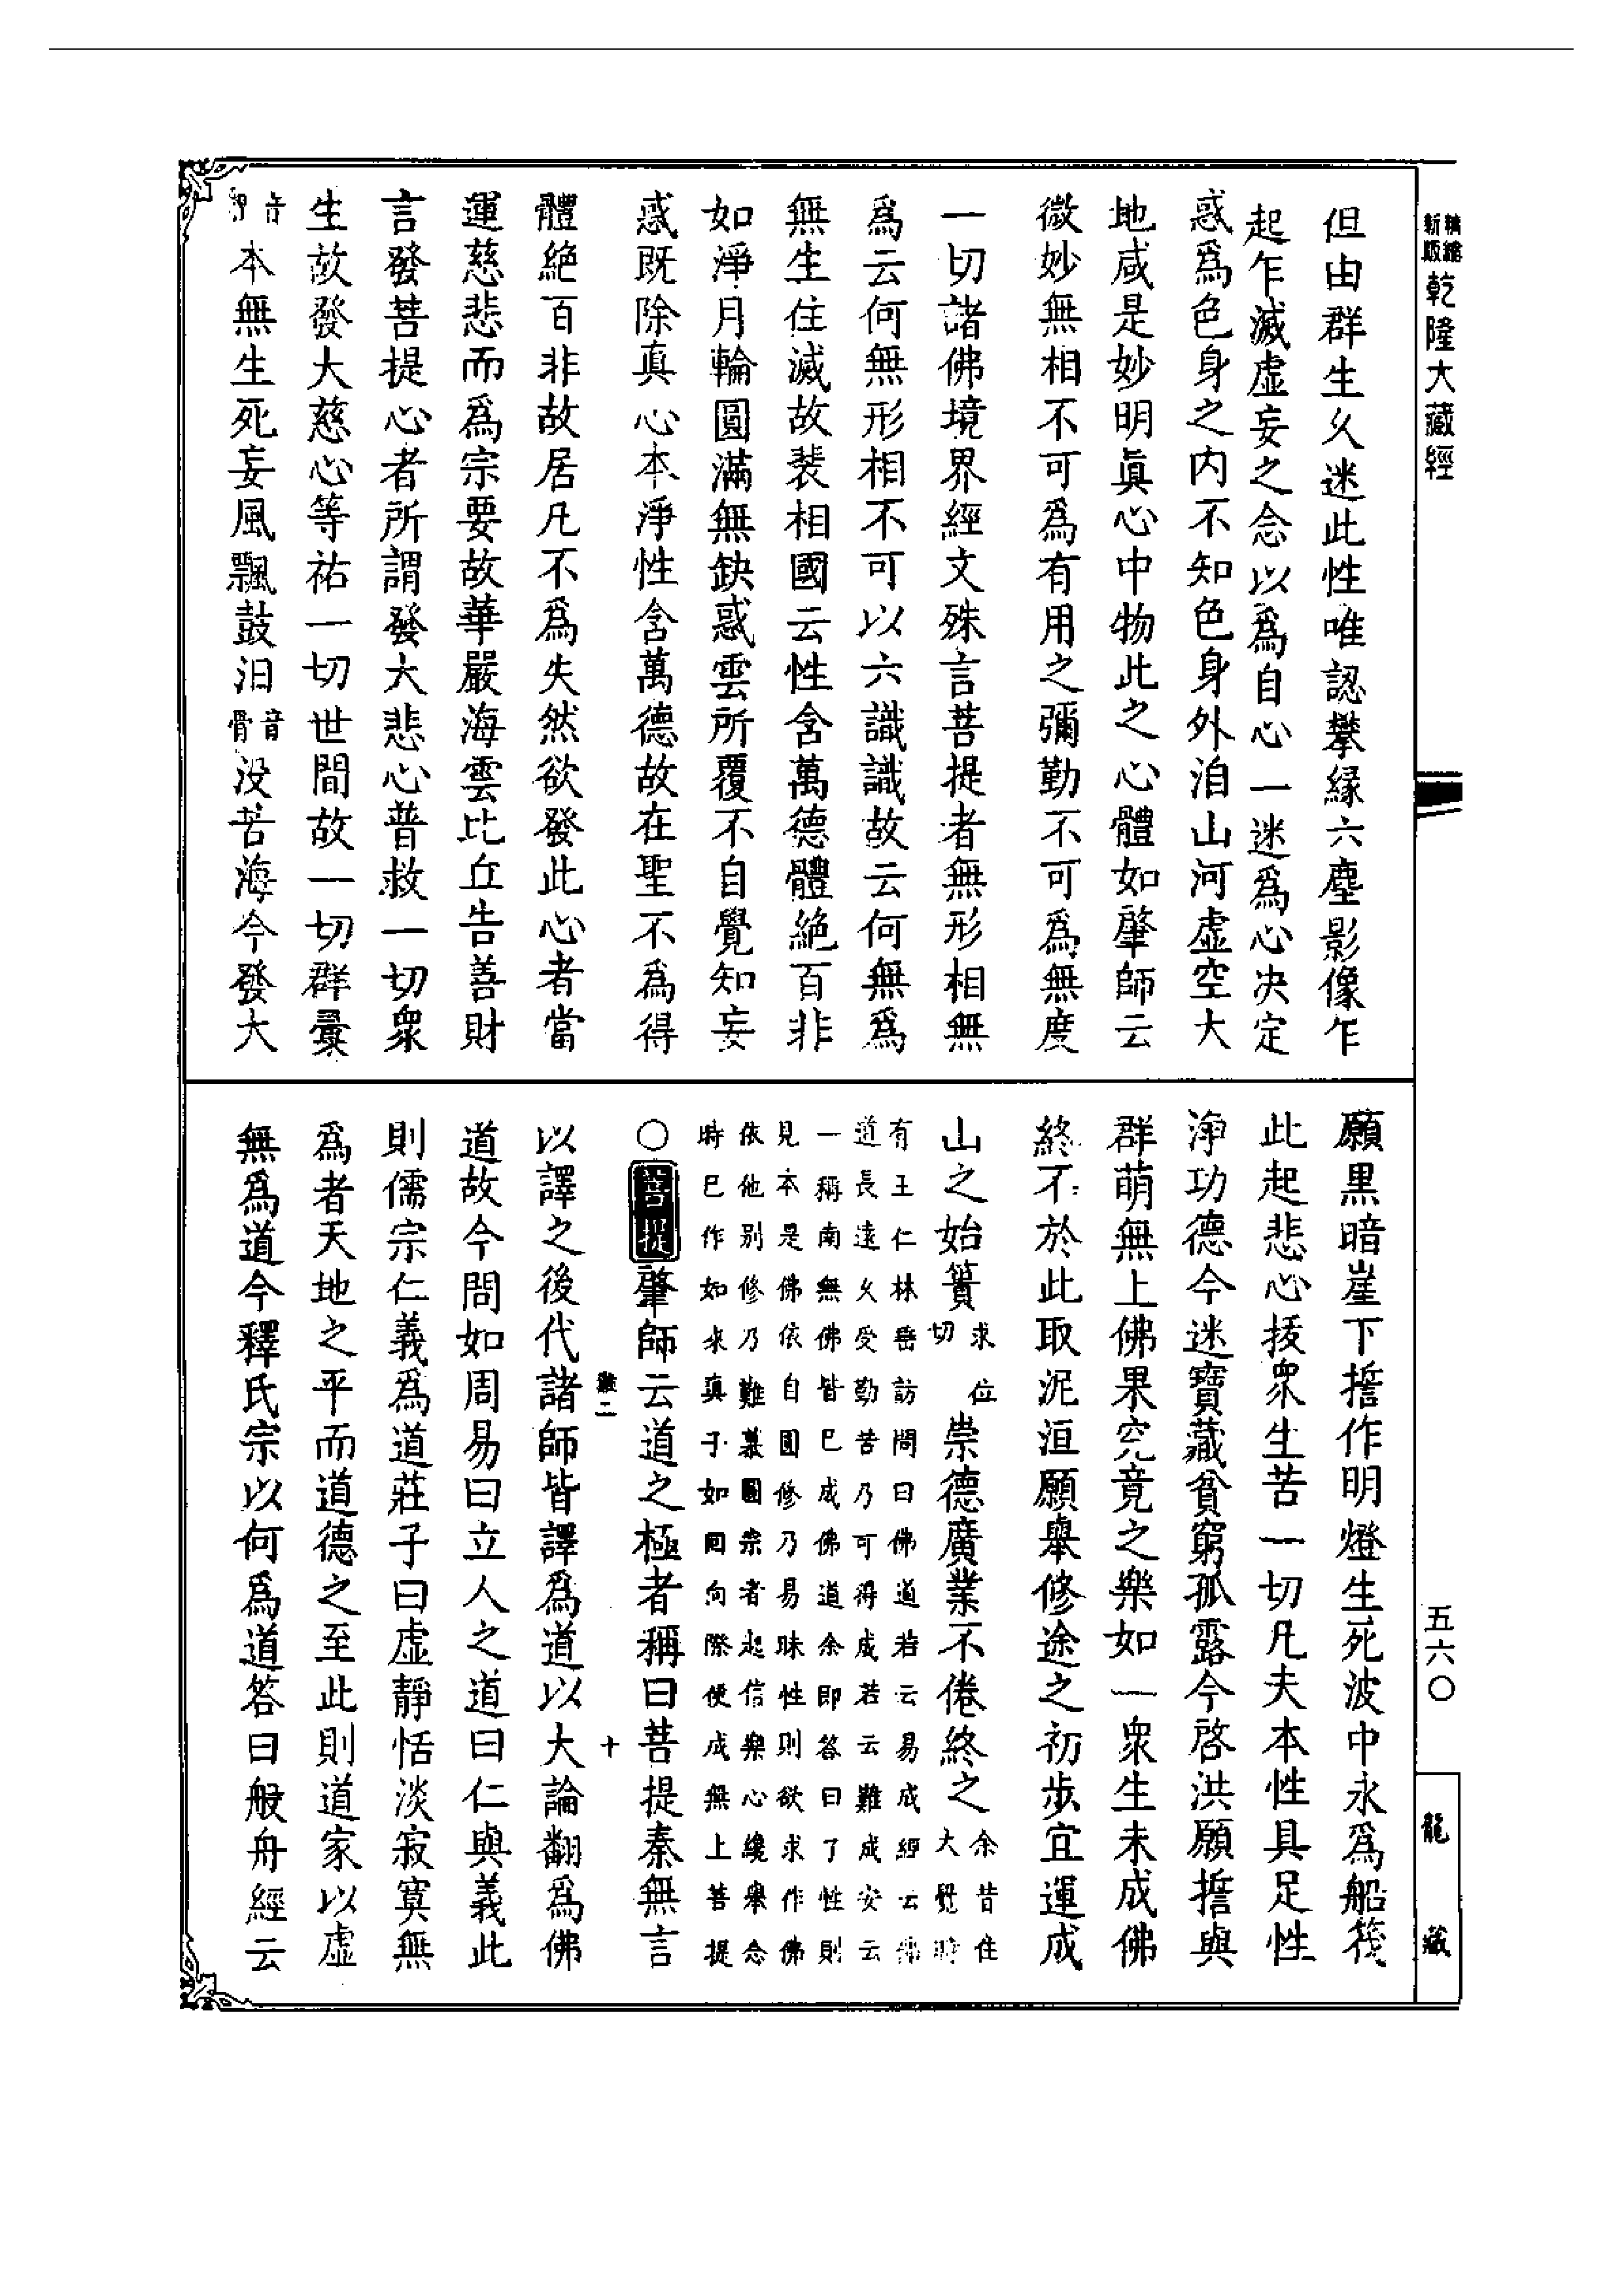 乾隆大藏經
但由群生久迷此性唯認攀縁六塵影像乍
起乍滅虛妄之念以爲自心一迷爲心决定
惑爲色身之内不知色身外洎山河虛空大
地咸是妙明眞心中物此之心體如肇師云
微妙無相不可爲有用之彌勤不可爲無度
一切諸佛境界經文殊言菩提者無形相無
爲云何無形相不可以六識識故云何無爲
無生住滅故裴相國云性含萬德體絶百非
如淨月輪圓滿無缺惑雲所覆不自覺知妄
惑既除真心本淨性含萬德故在聖不爲得
體絶百非故居凡不爲失然欲發此心者當
運慈悲而爲宗要故華嚴海雲比丘告善財
言發菩提心者所謂發大悲心普救一切衆
生故發大慈心等祐一切世間故一切群彙
音
本無生死妄風飄鼓汨
音骨
没苦海今發大
願黒暗崖下擔作明燈生死波中永爲船筏
此起悲心拔衆生苦一切凡夫本性具足性
淨功德今迷寶藏貧窮孤露今啓洪願擔與
群萌無上佛果究竟之樂如一衆生未成佛
終不於此取泥洹願舉修途之初步宜運成
山之始簣
求位
切
崇德廣業不倦終之
余昔住
大覺時
有王仁林岳訪問曰佛道若云易成經云佛
道長遠久受勤苦乃可得成若云難成安云
一稱南無佛皆巳成佛道余即答曰了性則
見本是佛依自圓修乃易昧性則欲求作佛
依他別修乃難慕圓宗者起信樂心纔舉念
時巳作如來真子如回向際便成無上菩提
○菩提肇師云道之極者稱曰菩提秦無言
二 十
以譯之後代諸師皆譯爲道以大論翻爲佛
道故今問如周易曰立人之道曰仁與義此
則儒宗仁義爲道莊子曰虛靜恬淡寂寞無
爲者天地之平而道德之至此則道家以虛
無爲道今釋氏宗以何爲道答曰般舟經云
五六〇
龍藏